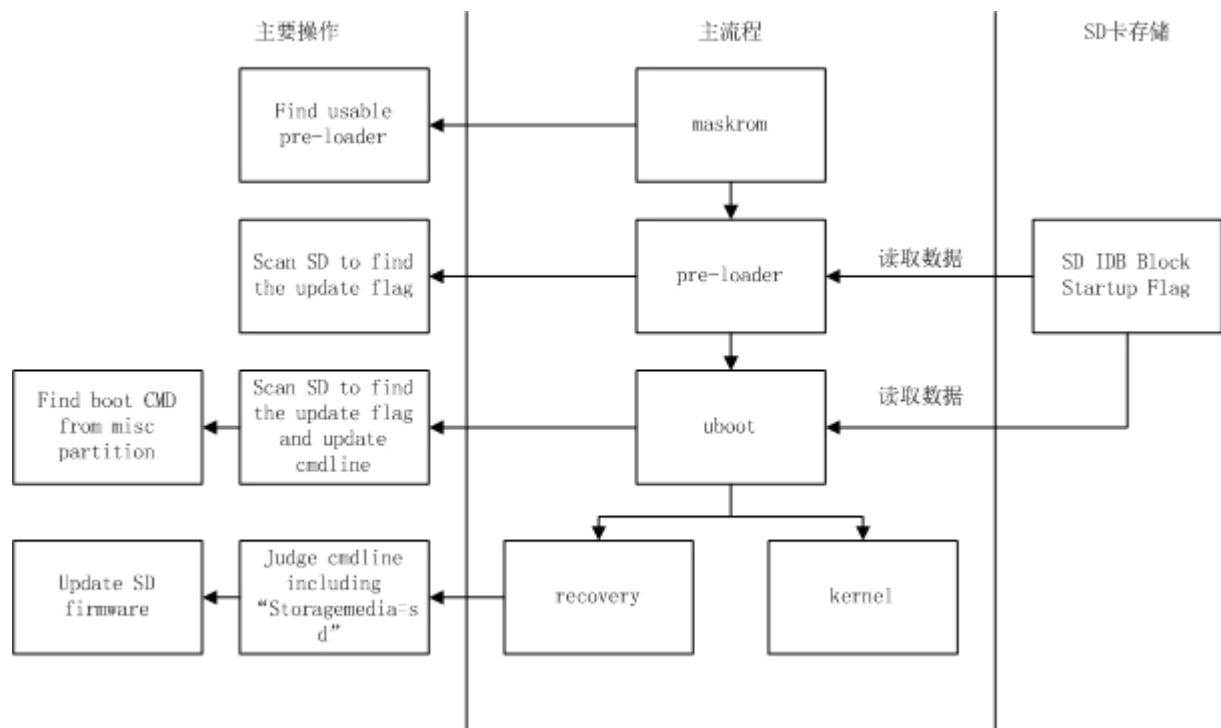 主要操作
主流程
SD卡存储
Find usable
pre-loader
maskrom
Scan SD to find
the update flag
pre-loader
读取数据
SD IDB Block
Startup Flag
Find boot CMD
from misc
partition
Scan SD to find
the update flag
and update
cmdline
uboot
读取数据
Update SD
firmware
Judge cmdline
including
“Storagemedia=s
d”
recovery
kernel